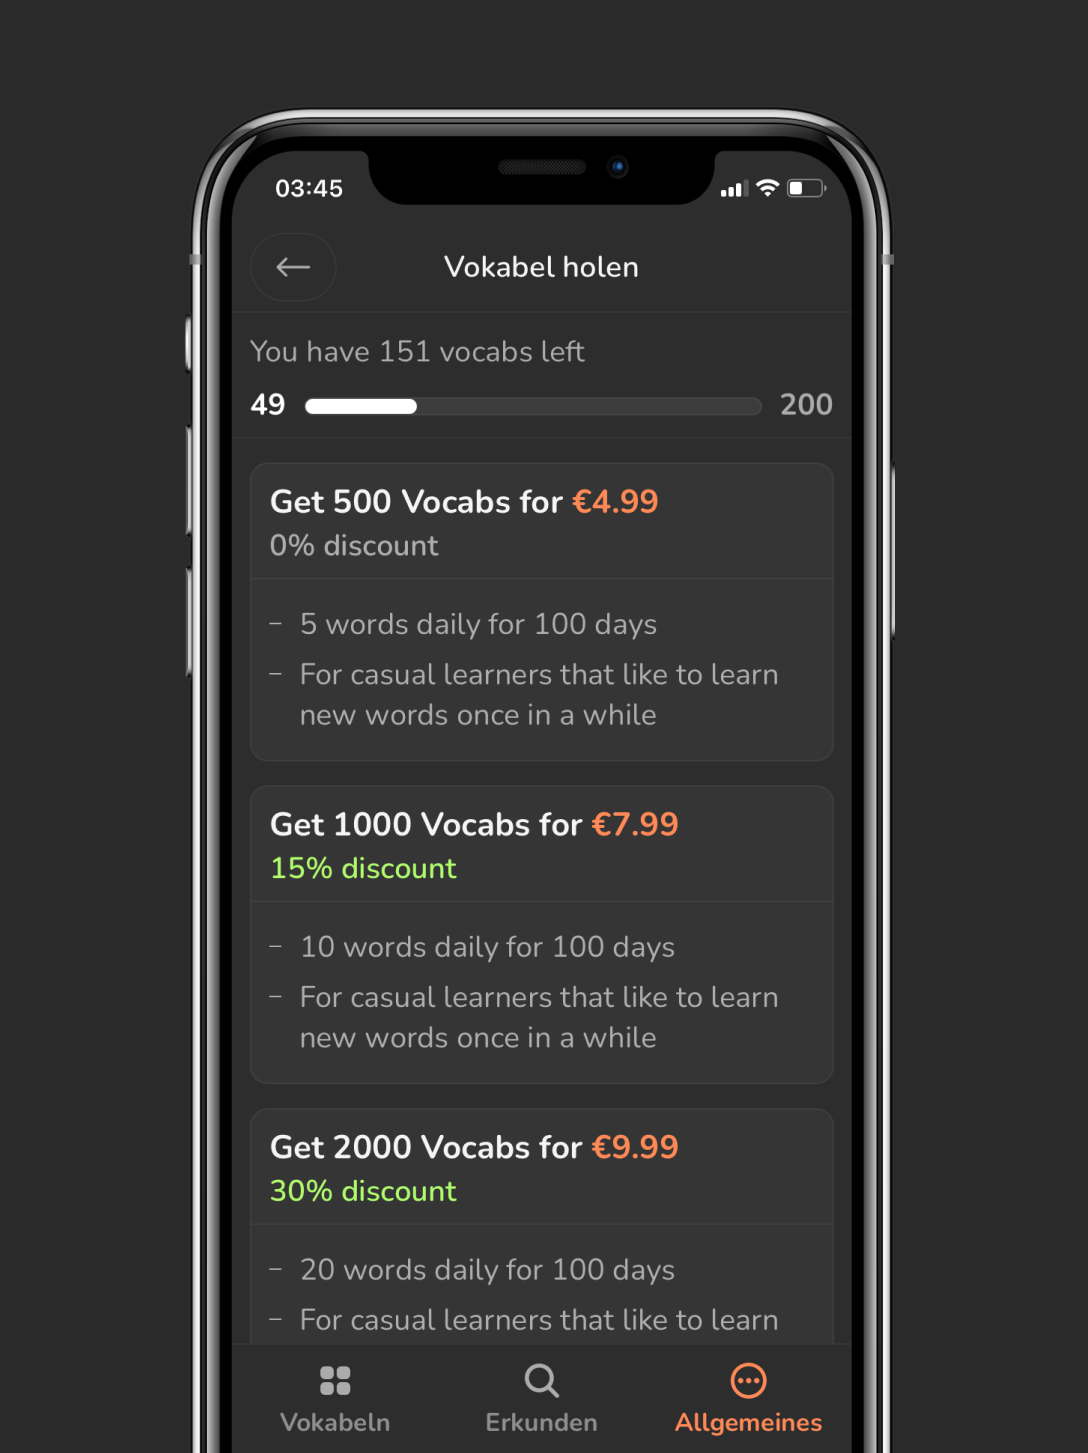 03:45
Vokabel holen
You have 151 vocabs left
49 200
Get 500 Vocabs for €4.99
0% discount
– 5 words daily for 100 days
– For casual learners that like to learn
new words once in a while
Get 1000 Vocabs for €7.99
15% discount
– 10 words daily for 100 days
– For casual learners that like to learn
new words once in a while
Get 2000 Vocabs for €9.99
30% discount
– 20 words daily for 100 days
– For casual learners that like to learn
Vokabeln Erkunden Allgemeines